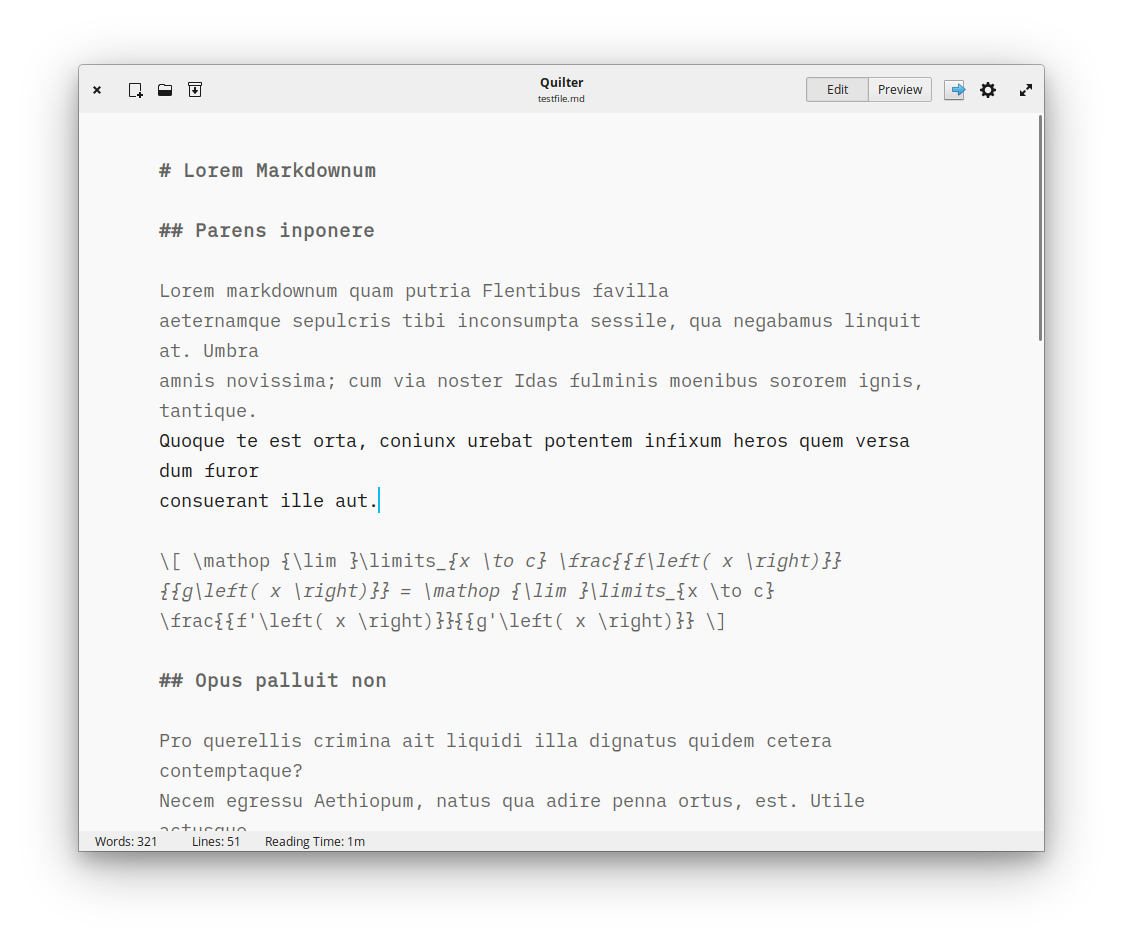 Quilter
testfile.md
Edit Preview
# Lorem Markdownum
## Parens inponere
Lorem markdownum quam putria Flentibus favilla
aeternamque sepulcris tibi inconsumpta sessile, qua negabamus linquit
at. Umbra
amnis novissima; cum via noster Idas fulminis moenibus sororem ignis,
tantique.
Quoque te est orta, coniunx urebat potentem infixum heros quem versa
dum furor
consuerant ille aut.
\[ \mathop {\lim }\limits_{x \to c} \frac{{f\left( x \right)}}
{{g\left( x \right)}} = \mathop {\lim }\limits_{x \to c}
\frac{{f'\left( x \right)}}{{g'\left( x \right)}} \]
## Opus palluit non
Pro querellis crimina ait liquidi illa dignatus quidem cetera
contemptaque?
Necem egressu Aethiopum, natus qua adire penna ortus, est. Utile
actusque
Words: 321 Lines: 51 Reading Time: 1m